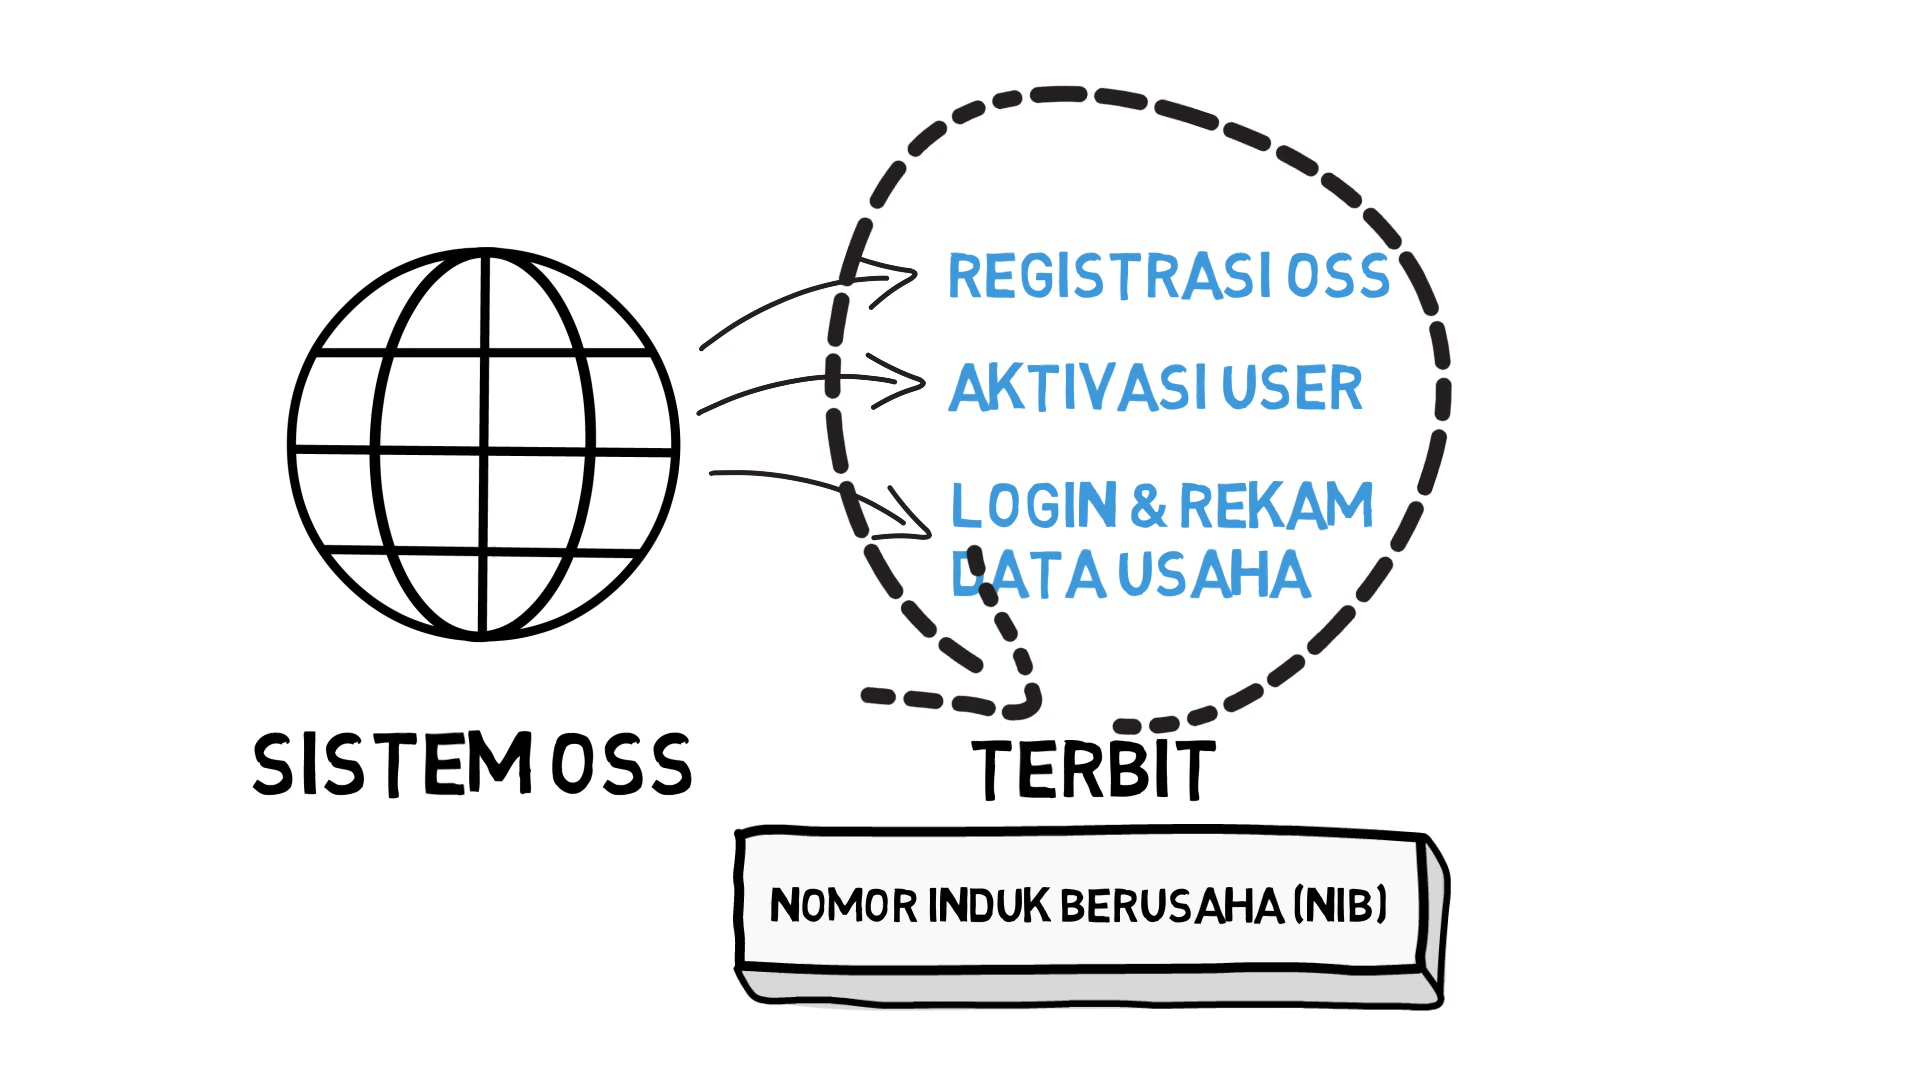 REGISTRASI OSS
AKTIVASI USER
LOGIN & REKAM
DATA USAHA
SISTEM OSS
TERBIT
NOMOR INDUK BERUSAHA (NIB)